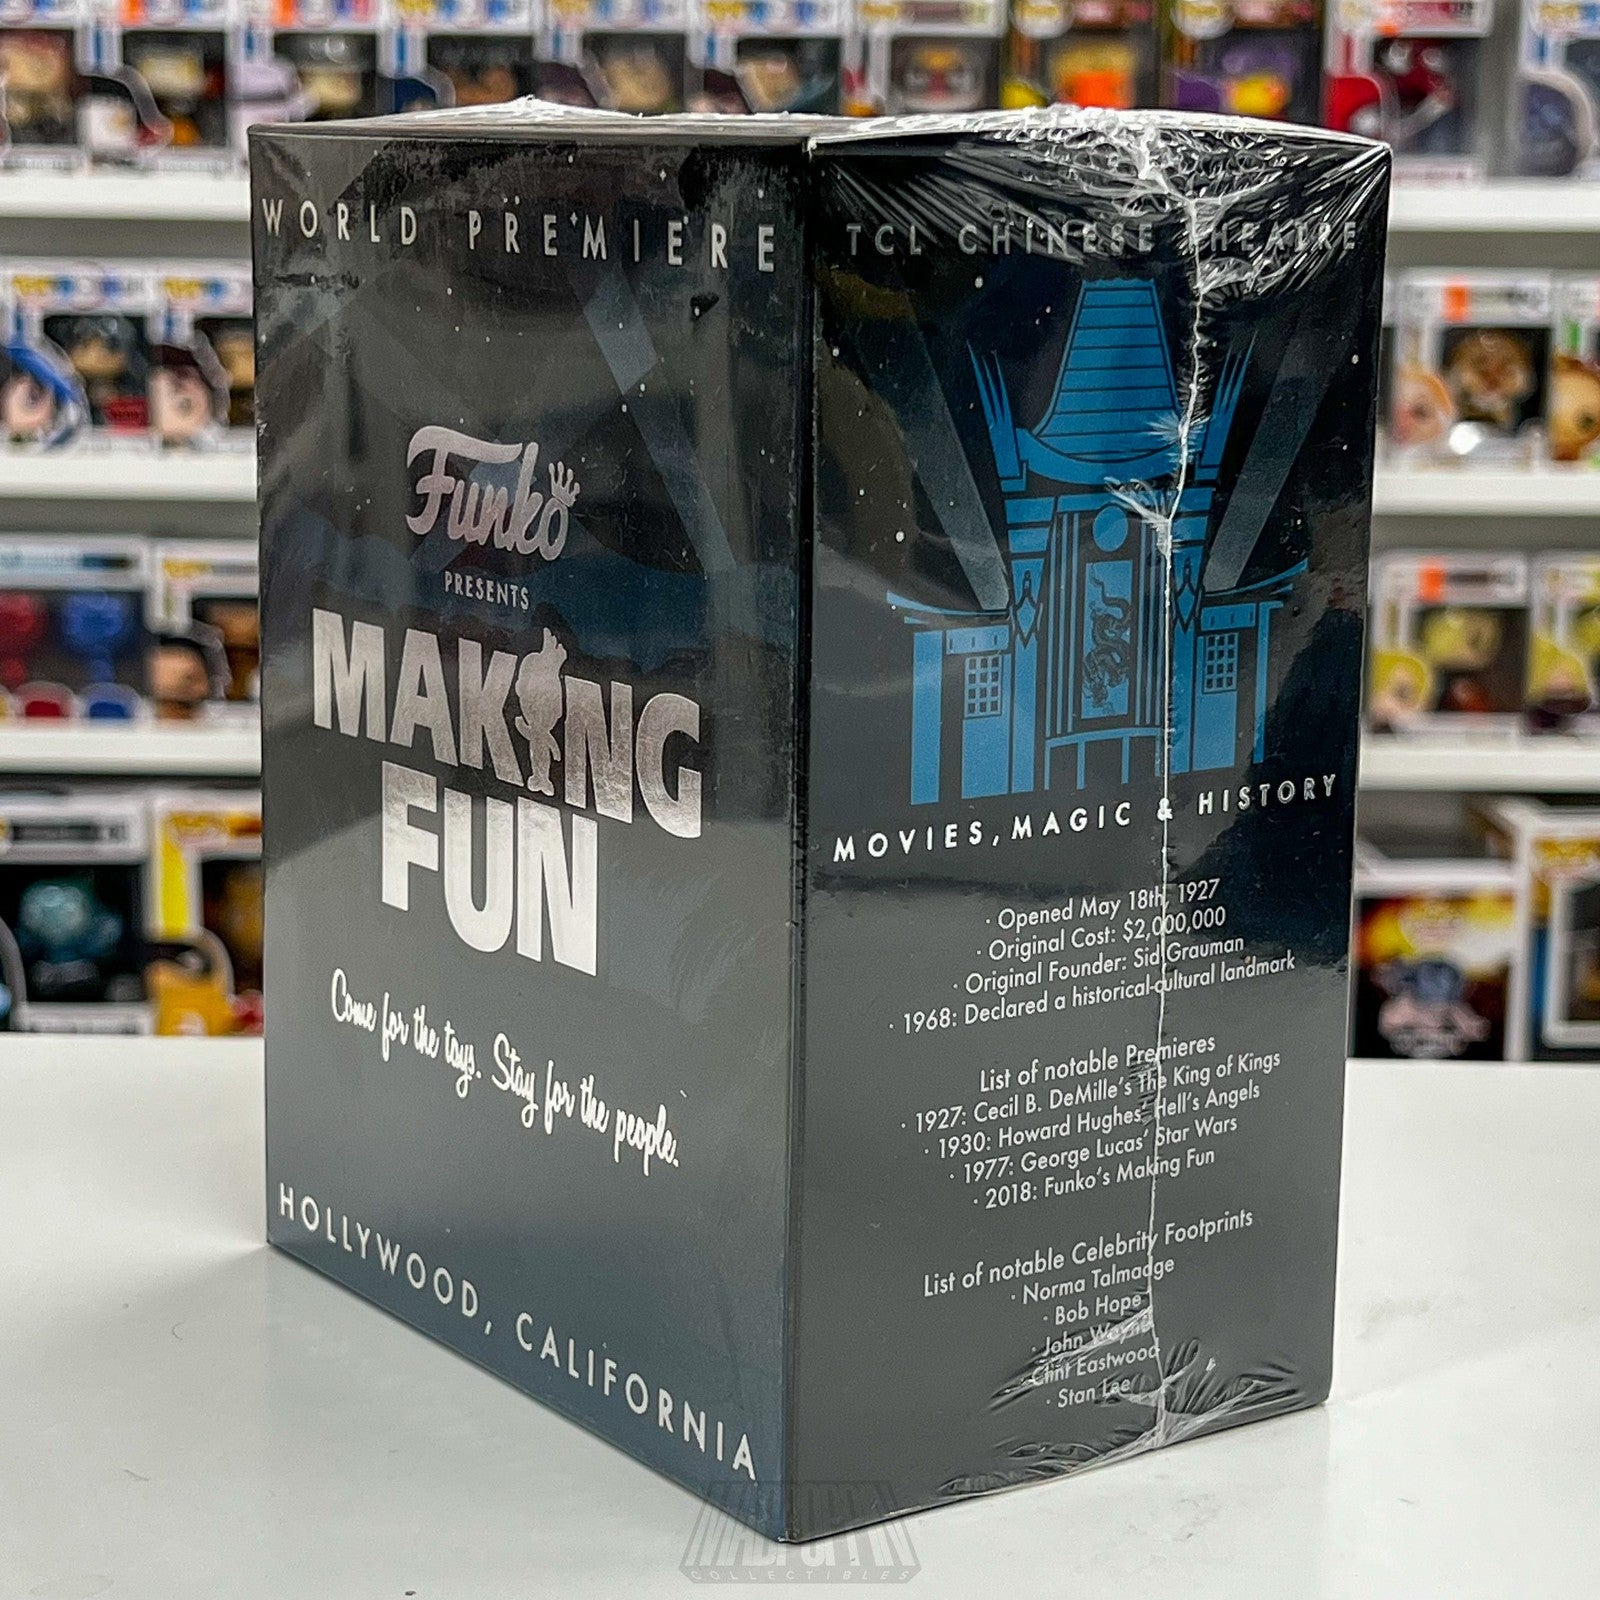 WORLD PREMIERE
Funko
PRESENTS
MAKING
FUN
Come for the toys. Stay for the people.
HOLLYWOOD, CALIFORNIA
TCL CHINESE THEATRE
MOVIES, MAGIC & HISTORY
· Opened May 18th, 1927
· Original Cost: $2,000,000
· Original Founder: Sid Grauman
· 1968: Declared a historical-cultural landmark
List of notable Premieres
· 1927: Cecil B. DeMille's The King of Kings
· 1930: Howard Hughes' Hell's Angels
· 1977: George Lucas' Star Wars
· 2018: Funko's Making Fun
List of notable Celebrity Footprints
· Norma Talmadge
· Bob Hope
· John Wayne
· Clint Eastwood
· Stan Lee
COLLECTIBLES